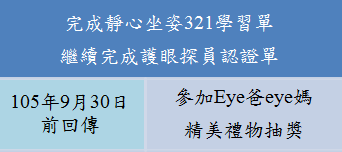 完成靜心坐姿321學習單
繼續完成護眼探員認證單
105年9月30日
前回傳
參加Eye爸eye媽
精美禮物抽獎